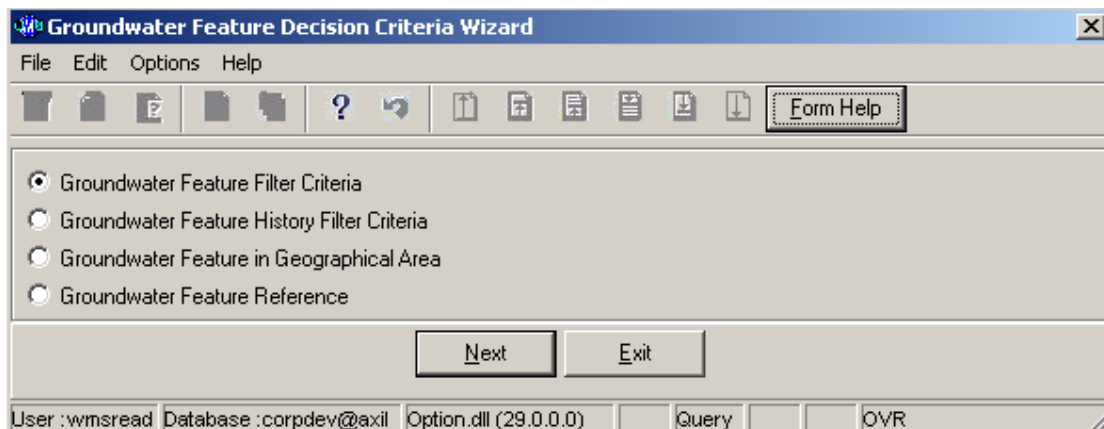 Groundwater Feature Decision Criteria Wizard
File Edit Options Help
? ? Form Help
Groundwater Feature Filter Criteria
Groundwater Feature History Filter Criteria
Groundwater Feature in Geographical Area
Groundwater Feature Reference
Next Exit
User :wmsread Database :corpdev@axil Option.dll (29.0.0.0) Query OVR